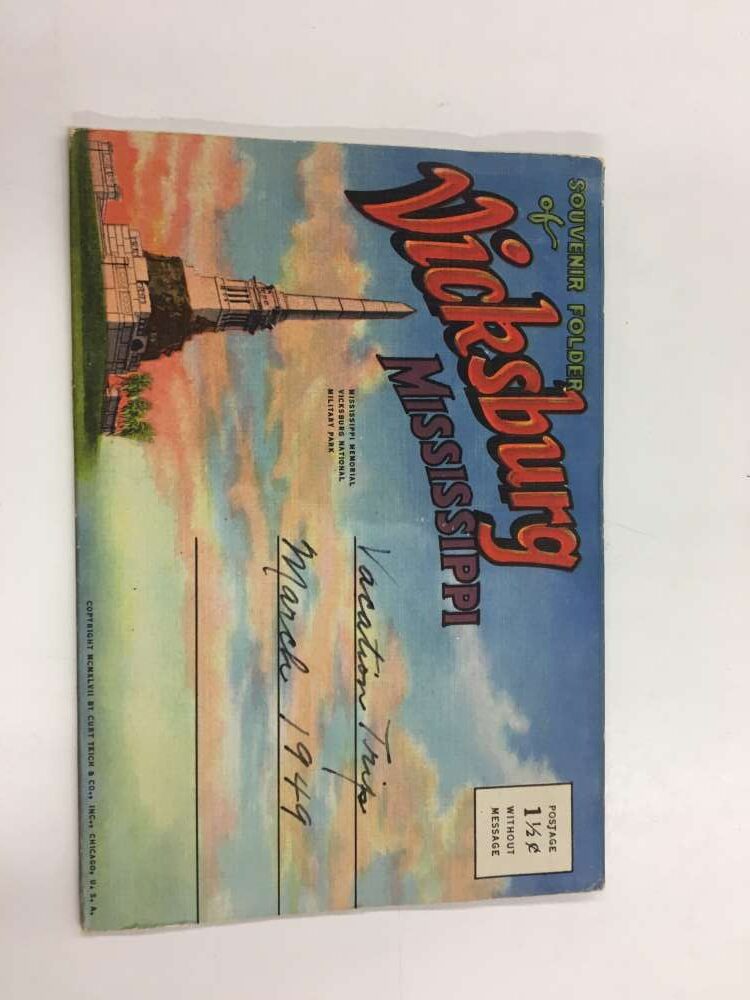 SOUVENIR FOLDER
of
Vicksburg
MISSISSIPPI
POSTAGE
1½¢
WITHOUT
MESSAGE
MISSISSIPPI MEMORIAL
VICKSBURG NATIONAL
MILITARY PARK
Vacation Trip
March 1949
COPYRIGHT MCMXLVII BY CURT TEICH & CO., INC., CHICAGO, U. S. A.